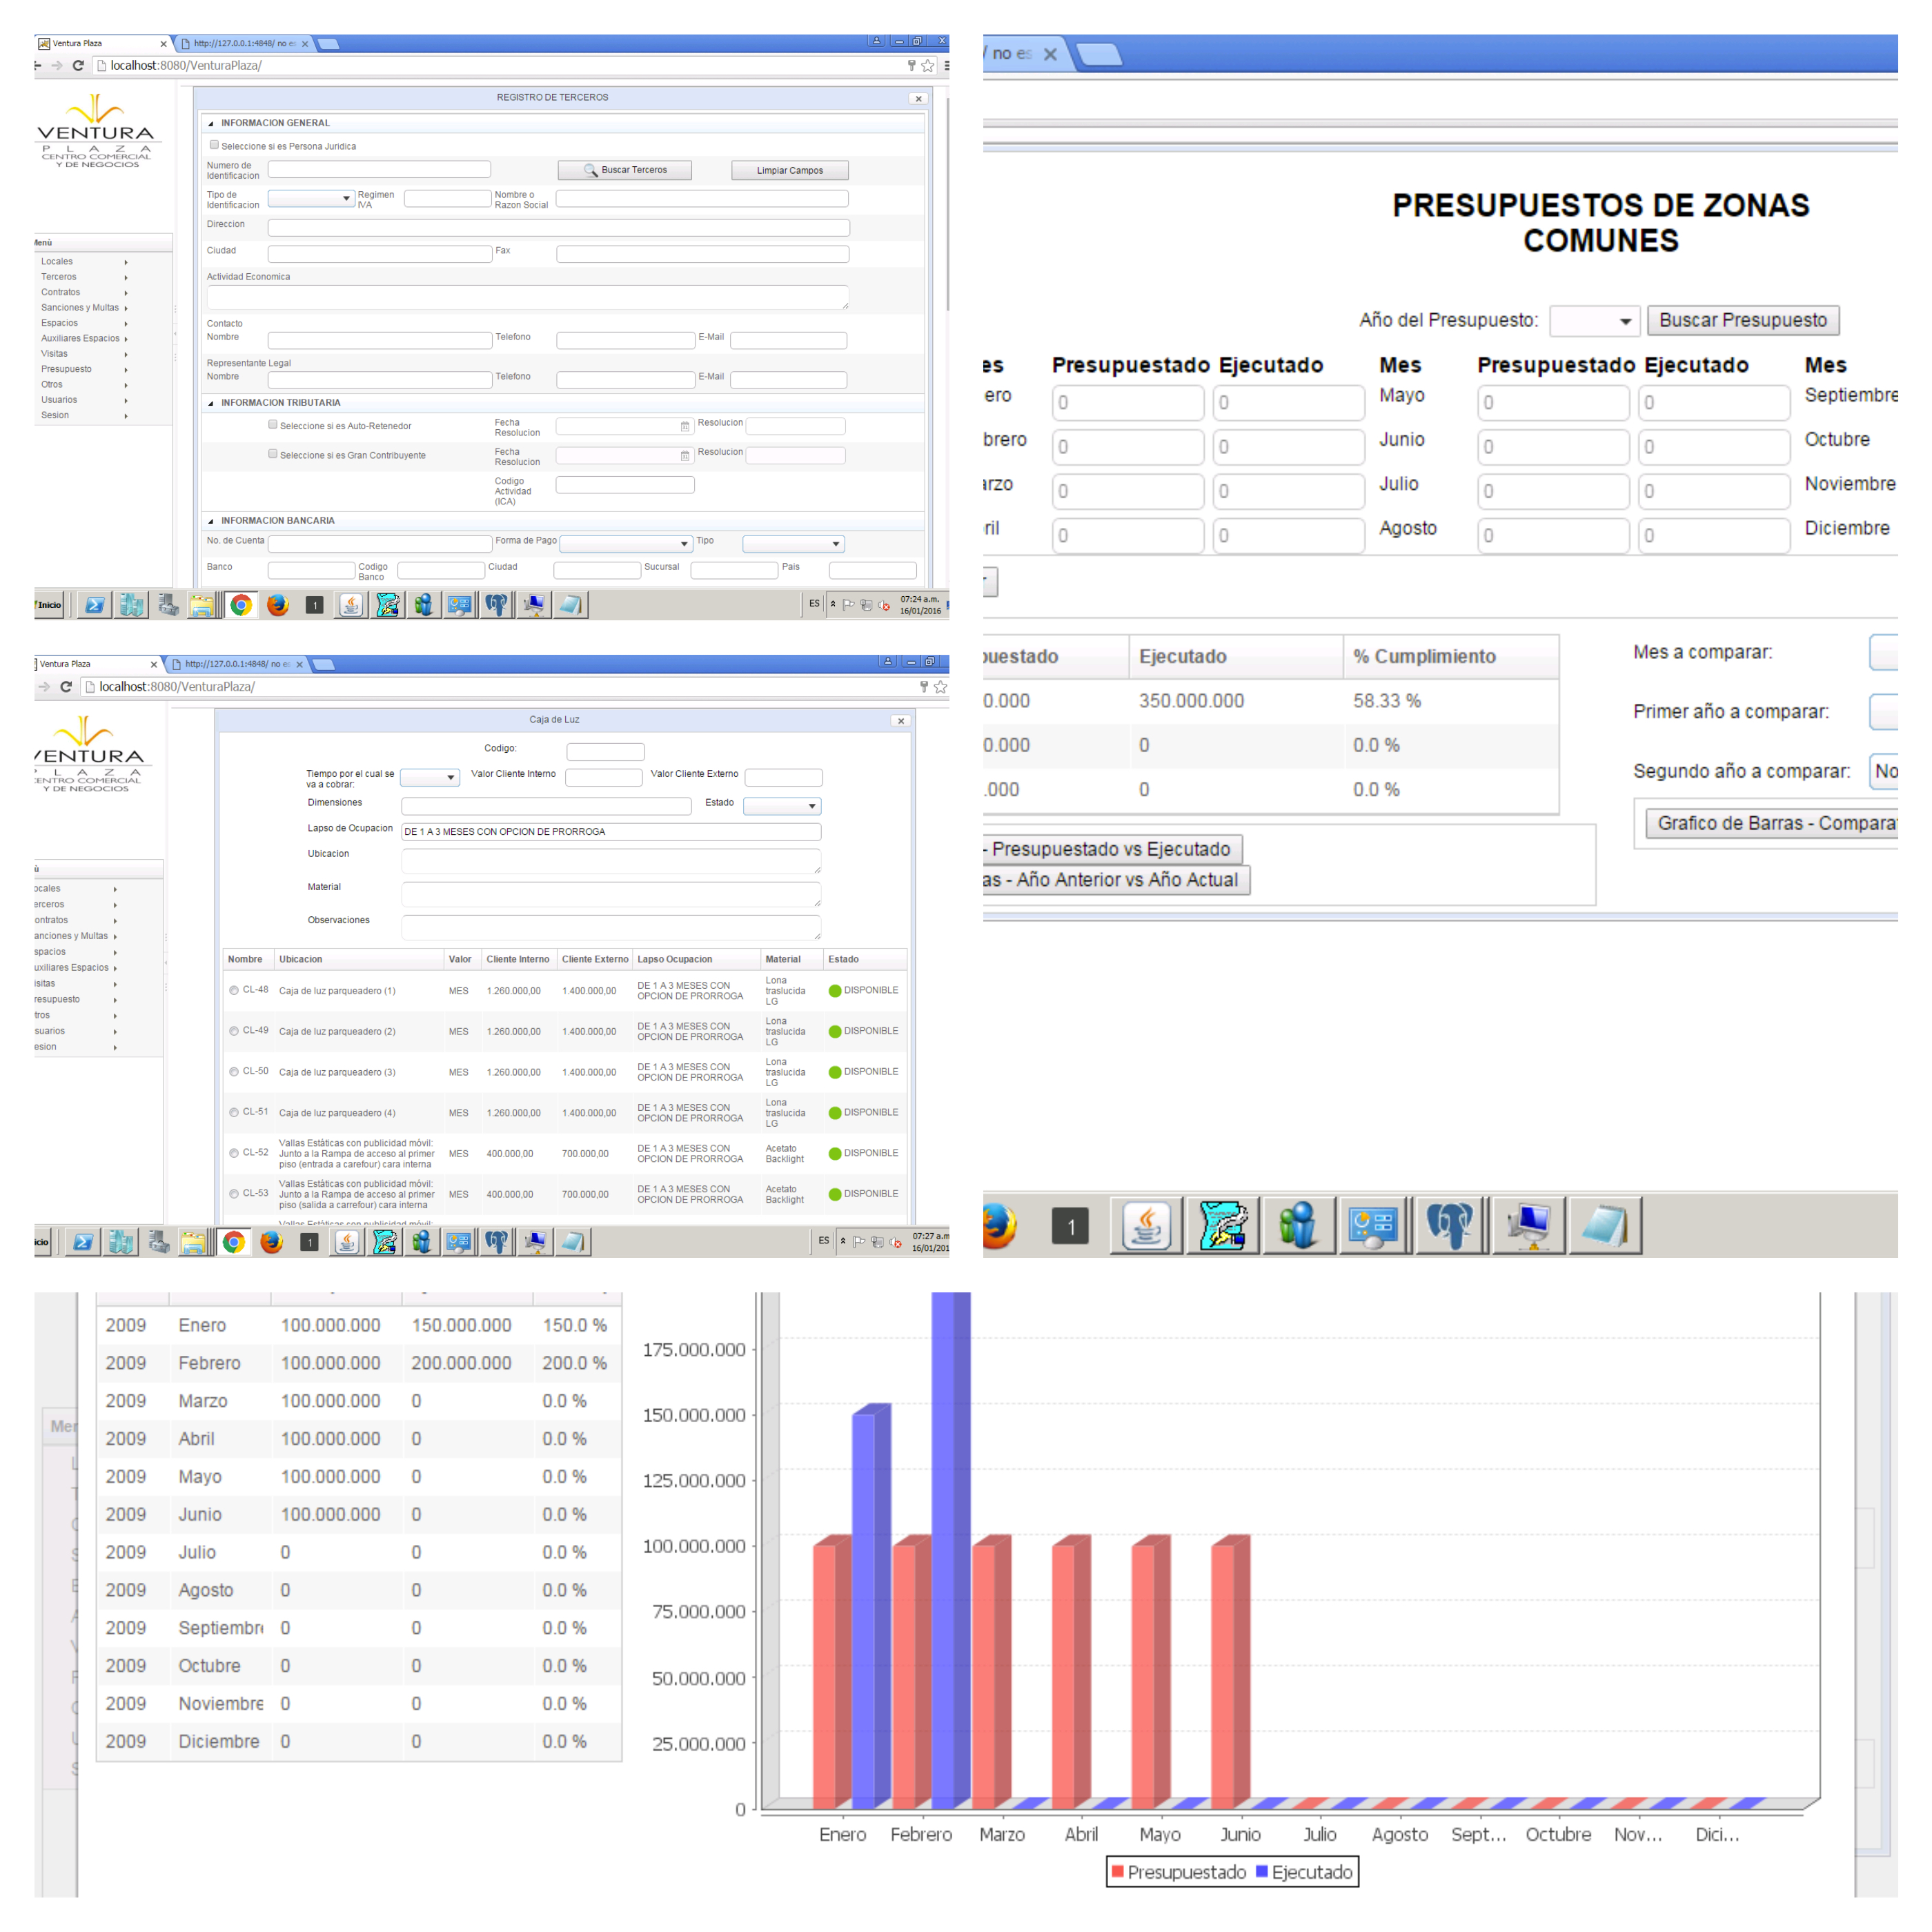 Ventura Plaza
http://127.0.0.1:4848/ no es
localhost:8080/VenturaPlaza/
VENTURA
PLAZA
CENTRO COMERCIAL
Y DE NEGOCIOS
Menú
Locales
Terceros
Contratos
Sanciones y Multas
Espacios
Auxiliares Espacios
Visitas
Presupuesto
Otros
Usuarios
Sesion
REGISTRO DE TERCEROS
INFORMACION GENERAL
Seleccione si es Persona Juridica
Numero de Identificacion
Buscar Terceros
Limpiar Campos
Tipo de Identificacion
Regimen IVA
Nombre o Razon Social
Direccion
Ciudad
Fax
Actividad Economica
Contacto
Nombre
Telefono
E-Mail
Representante Legal
Nombre
Telefono
E-Mail
INFORMACION TRIBUTARIA
Seleccione si es Auto-Retenedor
Fecha Resolucion
Resolucion
Seleccione si es Gran Contribuyente
Fecha Resolucion
Resolucion
Codigo Actividad (ICA)
INFORMACION BANCARIA
No. de Cuenta
Forma de Pago
Tipo
Banco
Codigo Banco
Ciudad
Sucursal
Pais
Inicio
1
ES
07:24 a.m.
16/01/2016
/ no es
PRESUPUESTOS DE ZONAS
COMUNES
Año del Presupuesto:
Buscar Presupuesto
es Presupuestado Ejecutado Mes Presupuestado Ejecutado Mes
ero 0 0 Mayo 0 0 Septiembre
brero 0 0 Junio 0 0 Octubre
arzo 0 0 Julio 0 0 Noviembre
ril 0 0 Agosto 0 0 Diciembre
uestado Ejecutado % Cumplimiento
0.000 350.000.000 58.33 %
0.000 0 0.0 %
.000 0 0.0 %
Mes a comparar:
Primer año a comparar:
Segundo año a comparar: No
Grafico de Barras - Compara
- Presupuestado vs Ejecutado
as - Año Anterior vs Año Actual
1
Ventura Plaza
http://127.0.0.1:4848/ no es
localhost:8080/VenturaPlaza/
VENTURA
PLAZA
CENTRO COMERCIAL
Y DE NEGOCIOS
ú
ocales
erceros
ontratos
anciones y Multas
spacios
uxiliares Espacios
isitas
resupuesto
tros
suarios
esion
Caja de Luz
Codigo:
Tiempo por el cual se va a cobrar:
Valor Cliente Interno
Valor Cliente Externo
Dimensiones
Estado
Lapso de Ocupacion DE 1 A 3 MESES CON OPCION DE PRORROGA
Ubicacion
Material
Observaciones
Nombre Ubicacion Valor Cliente Interno Cliente Externo Lapso Ocupacion Material Estado
CL-48 Caja de luz parqueadero (1) MES 1.260.000,00 1.400.000,00 DE 1 A 3 MESES CON OPCION DE PRORROGA Lona traslucida LG DISPONIBLE
CL-49 Caja de luz parqueadero (2) MES 1.260.000,00 1.400.000,00 DE 1 A 3 MESES CON OPCION DE PRORROGA Lona traslucida LG DISPONIBLE
CL-50 Caja de luz parqueadero (3) MES 1.260.000,00 1.400.000,00 DE 1 A 3 MESES CON OPCION DE PRORROGA Lona traslucida LG DISPONIBLE
CL-51 Caja de luz parqueadero (4) MES 1.260.000,00 1.400.000,00 DE 1 A 3 MESES CON OPCION DE PRORROGA Lona traslucida LG DISPONIBLE
CL-52 Vallas Estáticas con publicidad móvil: Junto a la Rampa de acceso al primer piso (entrada a carefour) cara interna MES 400.000,00 700.000,00 DE 1 A 3 MESES CON OPCION DE PRORROGA Acetato Backlight DISPONIBLE
CL-53 Vallas Estáticas con publicidad móvil: Junto a la Rampa de acceso al primer piso (salida a carrefour) cara interna MES 400.000,00 700.000,00 DE 1 A 3 MESES CON OPCION DE PRORROGA Acetato Backlight DISPONIBLE
Vallas Estáticas con publicidad móvil:
icio
1
ES
07:27 a.m
16/01/201
Men
2009 Enero 100.000.000 150.000.000 150.0 %
2009 Febrero 100.000.000 200.000.000 200.0 %
2009 Marzo 100.000.000 0 0.0 %
2009 Abril 100.000.000 0 0.0 %
2009 Mayo 100.000.000 0 0.0 %
2009 Junio 100.000.000 0 0.0 %
2009 Julio 0 0 0.0 %
2009 Agosto 0 0 0.0 %
2009 Septiembre 0 0 0.0 %
2009 Octubre 0 0 0.0 %
2009 Noviembre 0 0 0.0 %
2009 Diciembre 0 0 0.0 %
175.000.000
150.000.000
125.000.000
100.000.000
75.000.000
50.000.000
25.000.000
0
Enero Febrero Marzo Abril Mayo Junio Julio Agosto Sept... Octubre Nov... Dici...
Presupuestado Ejecutado